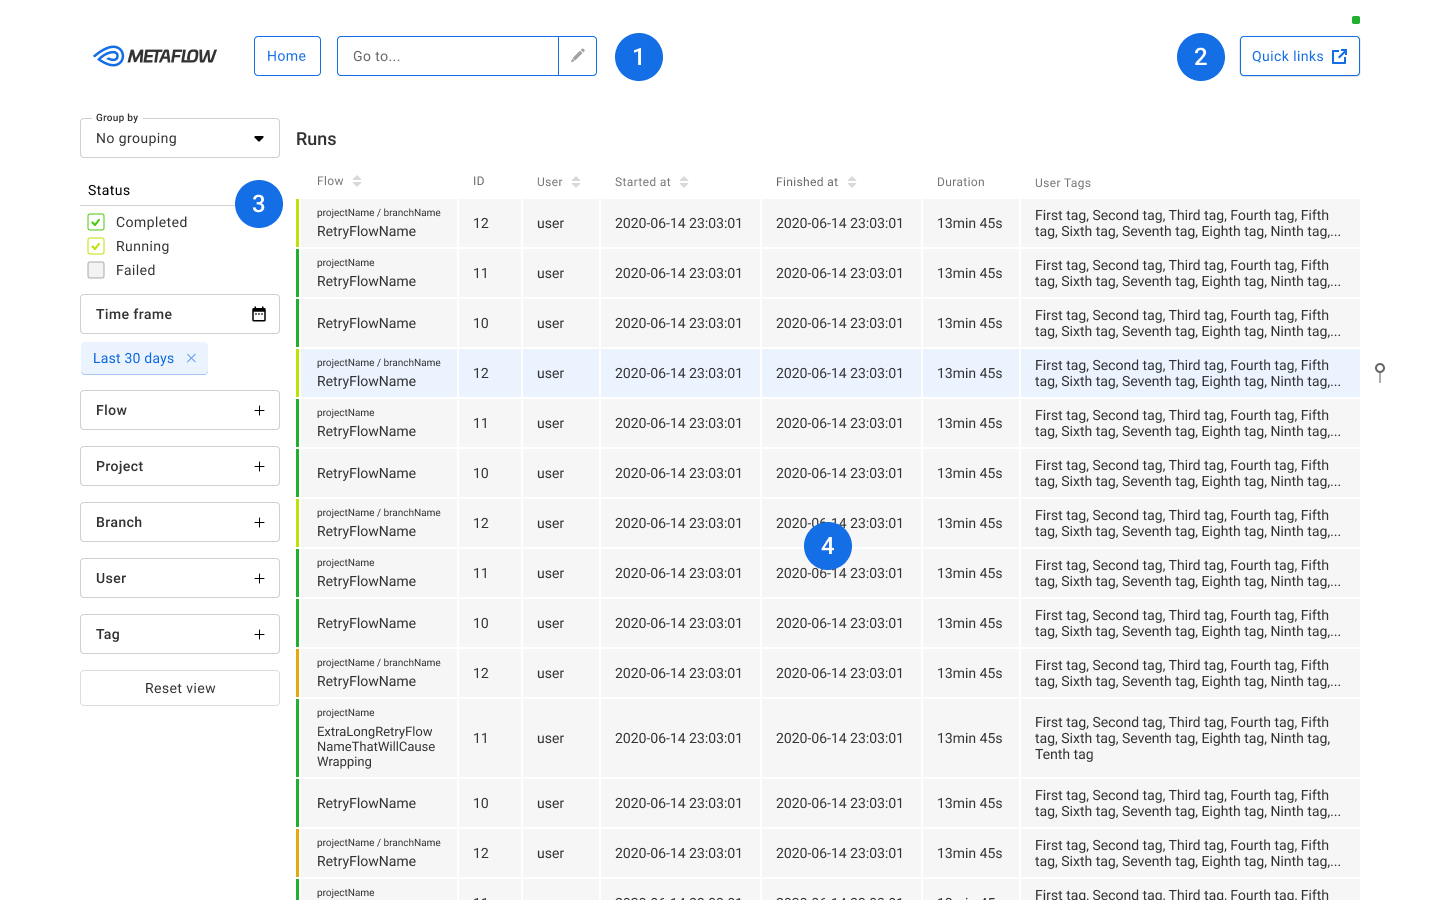 METAFLOW
Home
Go to...
1
2
Quick links
Group by
No grouping
Status
3
Completed
Running
Failed
Time frame
Last 30 days
Flow
Project
Branch
User
Tag
Reset view
Runs
Flow ID User Started at Finished at Duration User Tags
projectName / branchName
RetryFlowName 12 user 2020-06-14 23:03:01 2020-06-14 23:03:01 13min 45s First tag, Second tag, Third tag, Fourth tag, Fifth
tag, Sixth tag, Seventh tag, Eighth tag, Ninth tag,...
projectName
RetryFlowName 11 user 2020-06-14 23:03:01 2020-06-14 23:03:01 13min 45s First tag, Second tag, Third tag, Fourth tag, Fifth
tag, Sixth tag, Seventh tag, Eighth tag, Ninth tag,...
RetryFlowName 10 user 2020-06-14 23:03:01 2020-06-14 23:03:01 13min 45s First tag, Second tag, Third tag, Fourth tag, Fifth
tag, Sixth tag, Seventh tag, Eighth tag, Ninth tag,...
projectName / branchName
RetryFlowName 12 user 2020-06-14 23:03:01 2020-06-14 23:03:01 13min 45s First tag, Second tag, Third tag, Fourth tag, Fifth
tag, Sixth tag, Seventh tag, Eighth tag, Ninth tag,...
projectName
RetryFlowName 11 user 2020-06-14 23:03:01 2020-06-14 23:03:01 13min 45s First tag, Second tag, Third tag, Fourth tag, Fifth
tag, Sixth tag, Seventh tag, Eighth tag, Ninth tag,...
RetryFlowName 10 user 2020-06-14 23:03:01 2020-06-14 23:03:01 13min 45s First tag, Second tag, Third tag, Fourth tag, Fifth
tag, Sixth tag, Seventh tag, Eighth tag, Ninth tag,...
projectName / branchName
RetryFlowName 12 user 2020-06-14 23:03:01 2020-06-14 23:03:01 13min 45s First tag, Second tag, Third tag, Fourth tag, Fifth
tag, Sixth tag, Seventh tag, Eighth tag, Ninth tag,...
4
projectName
RetryFlowName 11 user 2020-06-14 23:03:01 2020-06-14 23:03:01 13min 45s First tag, Second tag, Third tag, Fourth tag, Fifth
tag, Sixth tag, Seventh tag, Eighth tag, Ninth tag,...
RetryFlowName 10 user 2020-06-14 23:03:01 2020-06-14 23:03:01 13min 45s First tag, Second tag, Third tag, Fourth tag, Fifth
tag, Sixth tag, Seventh tag, Eighth tag, Ninth tag,...
projectName / branchName
RetryFlowName 12 user 2020-06-14 23:03:01 2020-06-14 23:03:01 13min 45s First tag, Second tag, Third tag, Fourth tag, Fifth
tag, Sixth tag, Seventh tag, Eighth tag, Ninth tag,...
projectName
ExtraLongRetryFlow
NameThatWillCause
Wrapping 11 user 2020-06-14 23:03:01 2020-06-14 23:03:01 13min 45s First tag, Second tag, Third tag, Fourth tag, Fifth
tag, Sixth tag, Seventh tag, Eighth tag, Ninth tag,
Tenth tag
RetryFlowName 10 user 2020-06-14 23:03:01 2020-06-14 23:03:01 13min 45s First tag, Second tag, Third tag, Fourth tag, Fifth
tag, Sixth tag, Seventh tag, Eighth tag, Ninth tag,...
projectName / branchName
RetryFlowName 12 user 2020-06-14 23:03:01 2020-06-14 23:03:01 13min 45s First tag, Second tag, Third tag, Fourth tag, Fifth
tag, Sixth tag, Seventh tag, Eighth tag, Ninth tag,...
projectName
First tag, Second tag, Third tag, Fourth tag, Fifth